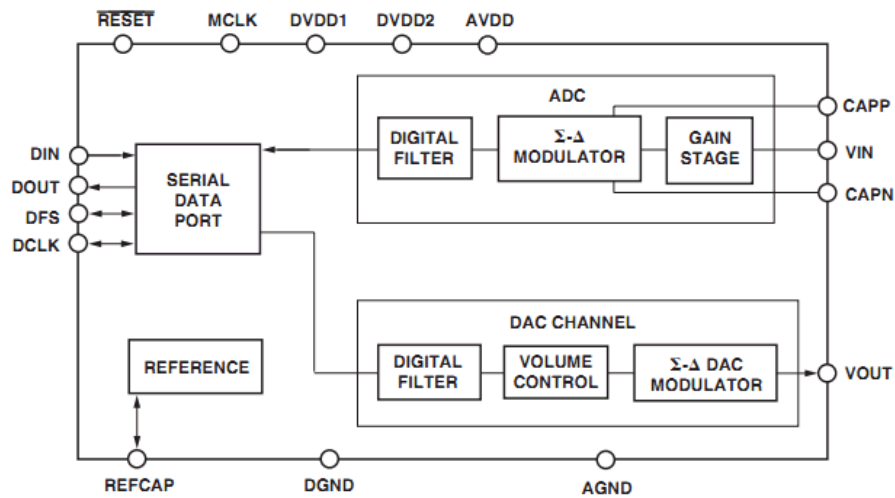 RESET
MCLK
DVDD1
DVDD2
AVDD
ADC
CAPP
DIGITAL
FILTER
Σ-Δ
MODULATOR
GAIN
STAGE
VIN
CAPN
DIN
DOUT
DFS
DCLK
SERIAL
DATA
PORT
DAC CHANNEL
REFERENCE
DIGITAL
FILTER
VOLUME
CONTROL
Σ-Δ DAC
MODULATOR
VOUT
REFCAP
DGND
AGND